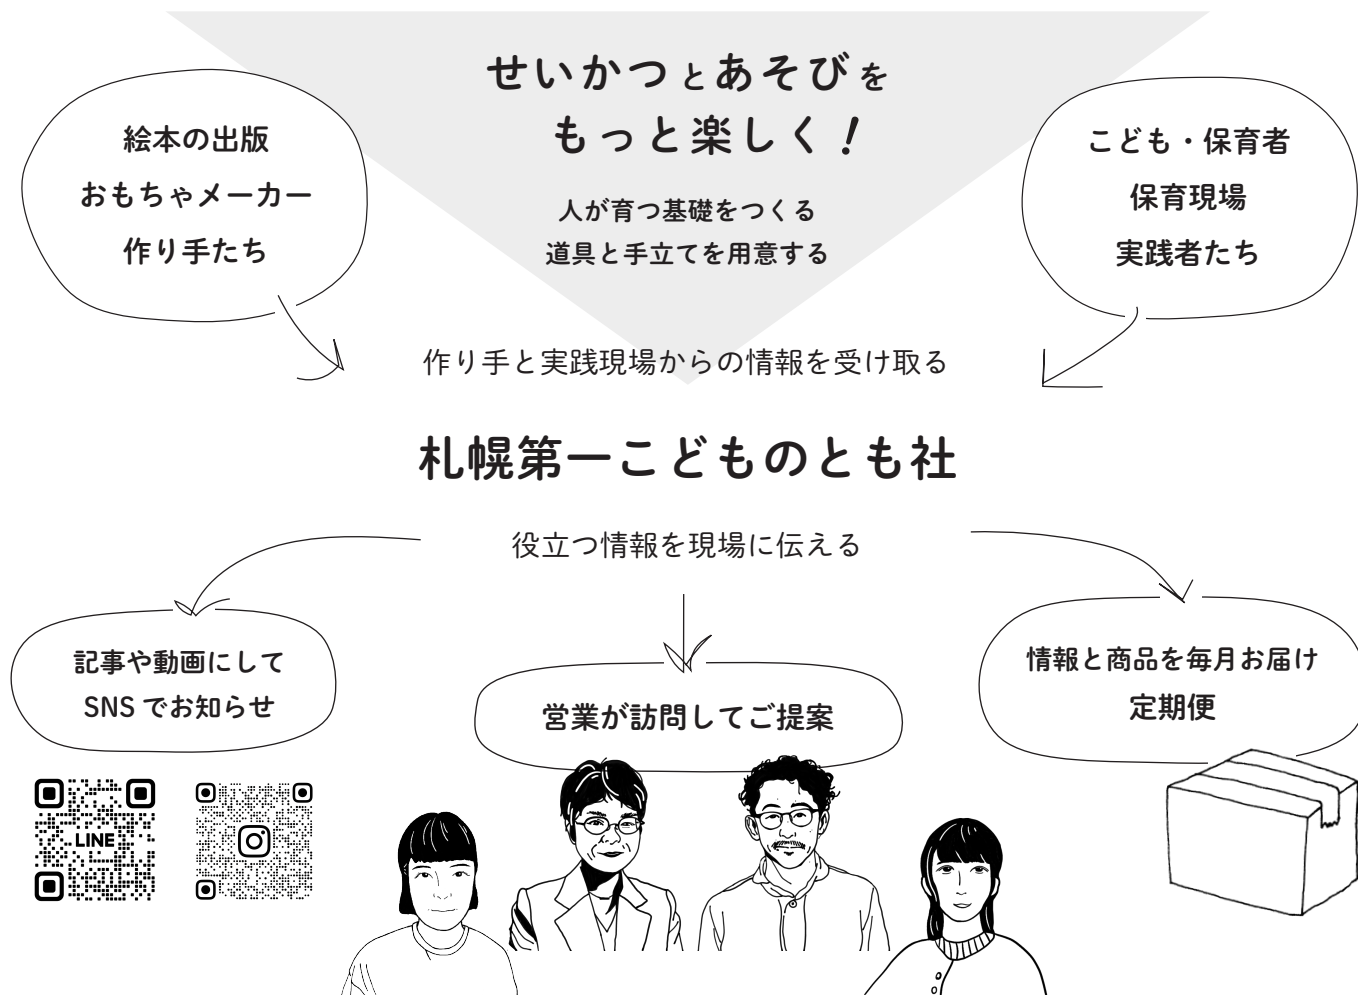 せいかつとあそびを
もっと楽しく！
人が育つ基礎をつくる
道具と手立てを用意する
絵本の出版
おもちゃメーカー
作り手たち
こども・保育者
保育現場
実践者たち
作り手と実践現場からの情報を受け取る
札幌第一こどものとも社
役立つ情報を現場に伝える
記事や動画にして
SNSでお知らせ
営業が訪問してご提案
情報と商品を毎月お届け
定期便
LINE